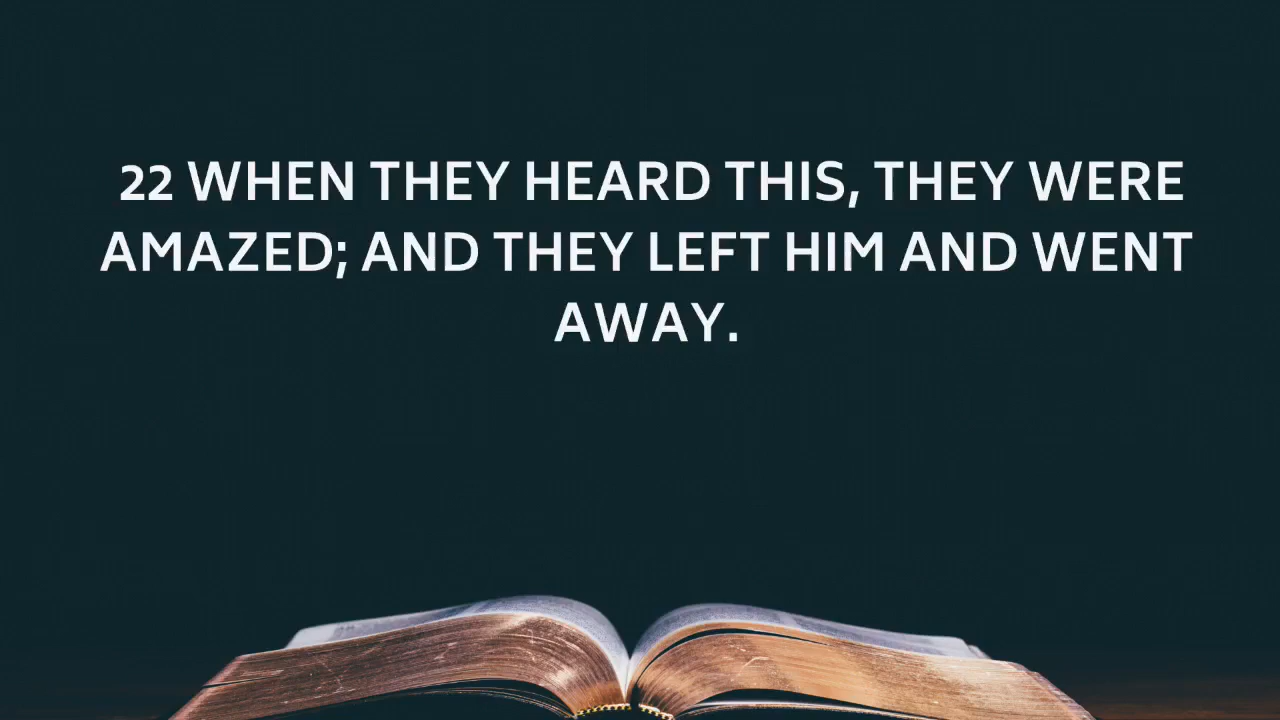 22 WHEN THEY HEARD THIS, THEY WERE
AMAZED; AND THEY LEFT HIM AND WENT
AWAY.